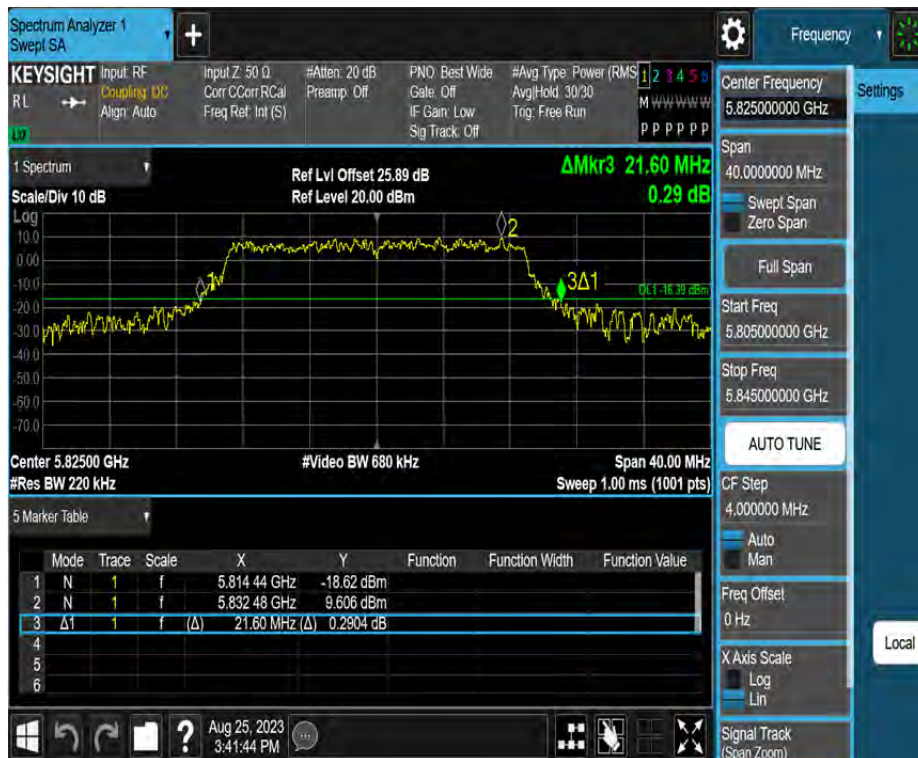 Spectrum Analyzer 1
Swept SA
+
Frequency
KEYSIGHT
RL
LXI
Input: RF
Coupling: DC
Align: Auto
Input Z: 50 Ω
Corr CCorr RCal
Freq Ref: Int (S)
#Atten: 20 dB
Preamp: Off
PNO: Best Wide
Gate: Off
IF Gain: Low
Sig Track: Off
#Avg Type: Power (RMS
Avg|Hold: 30/30
Trig: Free Run
1 2 3 4 5 6
M W W W W W
P P P P P P
1 Spectrum
Scale/Div 10 dB
Ref Lvl Offset 25.89 dB
Ref Level 20.00 dBm
ΔMkr3 21.60 MHz
0.29 dB
Log
10.0
0.00
-10.0
-20.0
-30.0
-40.0
-50.0
-60.0
-70.0
1
2
3Δ1
DL1 -16.39 dBm
Center 5.82500 GHz
#Video BW 680 kHz
Span 40.00 MHz
#Res BW 220 kHz
Sweep 1.00 ms (1001 pts)
5 Marker Table
Mode Trace Scale X Y Function Function Width Function Value
1 N 1 f 5.814 44 GHz -18.62 dBm
2 N 1 f 5.832 48 GHz 9.606 dBm
3 Δ1 1 f (Δ) 21.60 MHz (Δ) 0.2904 dB
4
5
6
?
Aug 25, 2023
3:41:44 PM
Center Frequency
5.825000000 GHz
Span
40.0000000 MHz
Swept Span
Zero Span
Full Span
Start Freq
5.805000000 GHz
Stop Freq
5.845000000 GHz
AUTO TUNE
CF Step
4.000000 MHz
Auto
Man
Freq Offset
0 Hz
X Axis Scale
Log
Lin
Signal Track
(Span Zoom)
Settings
Local